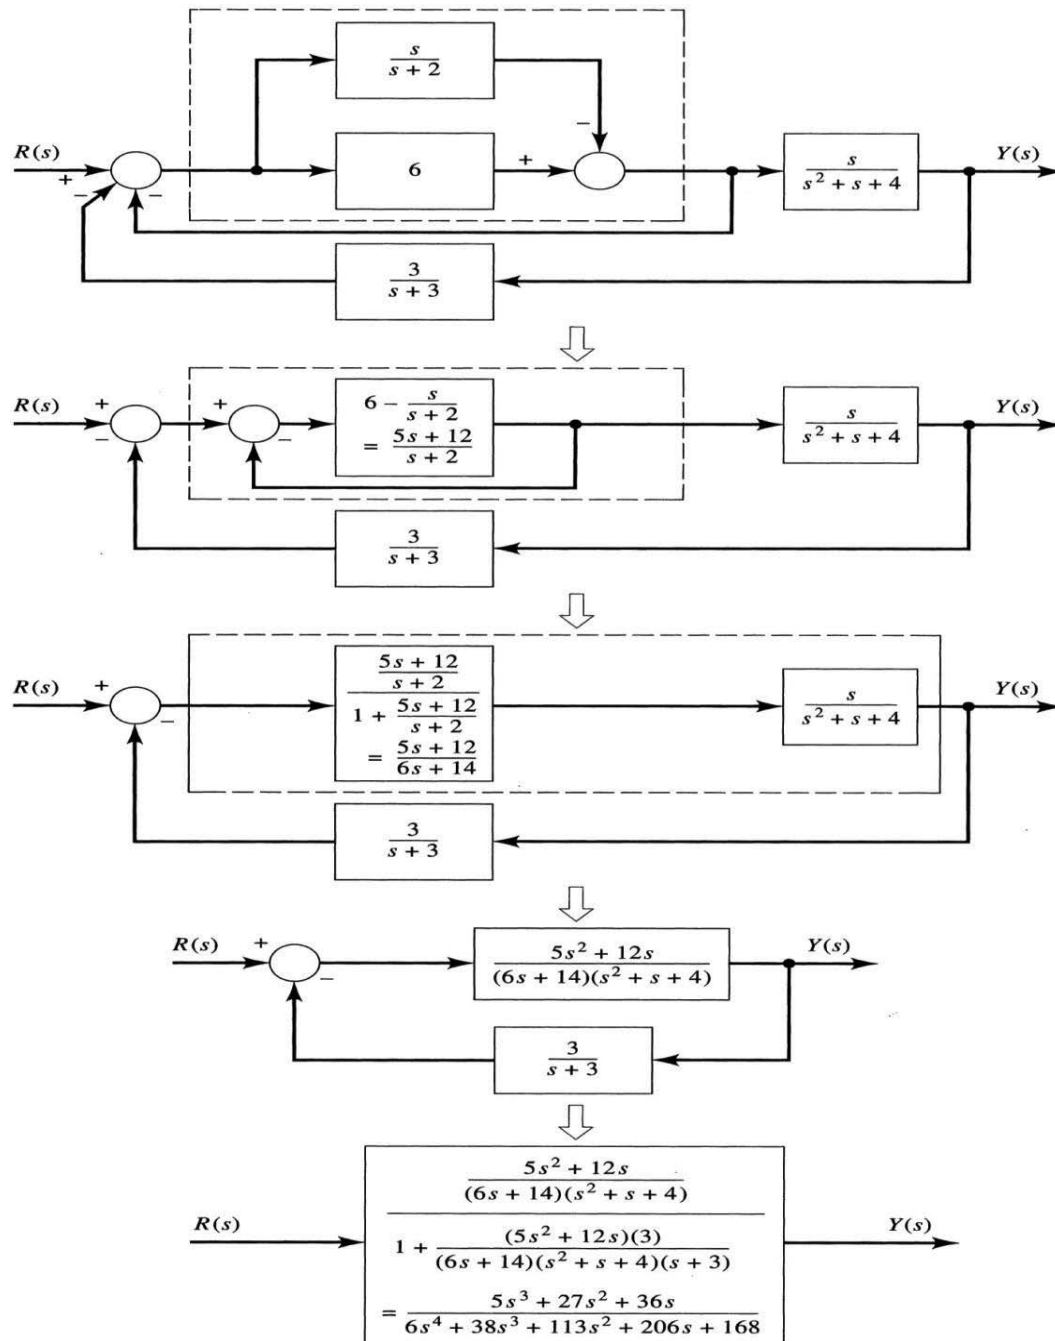 s
s + 2
−
R(s)
+
−
−
6
+
s
s² + s + 4
Y(s)
3
s + 3
R(s)
+
−
+
−
6 − s
s + 2
= 5s + 12
s + 2
s
s² + s + 4
Y(s)
3
s + 3
R(s)
+
−
5s + 12
s + 2
1 + 5s + 12
s + 2
= 5s + 12
6s + 14
s
s² + s + 4
Y(s)
3
s + 3
R(s)
+
−
5s² + 12s
(6s + 14)(s² + s + 4)
Y(s)
3
s + 3
R(s)
5s² + 12s
(6s + 14)(s² + s + 4)
1 + (5s² + 12s)(3)
(6s + 14)(s² + s + 4)(s + 3)
= 5s³ + 27s² + 36s
6s⁴ + 38s³ + 113s² + 206s + 168
Y(s)